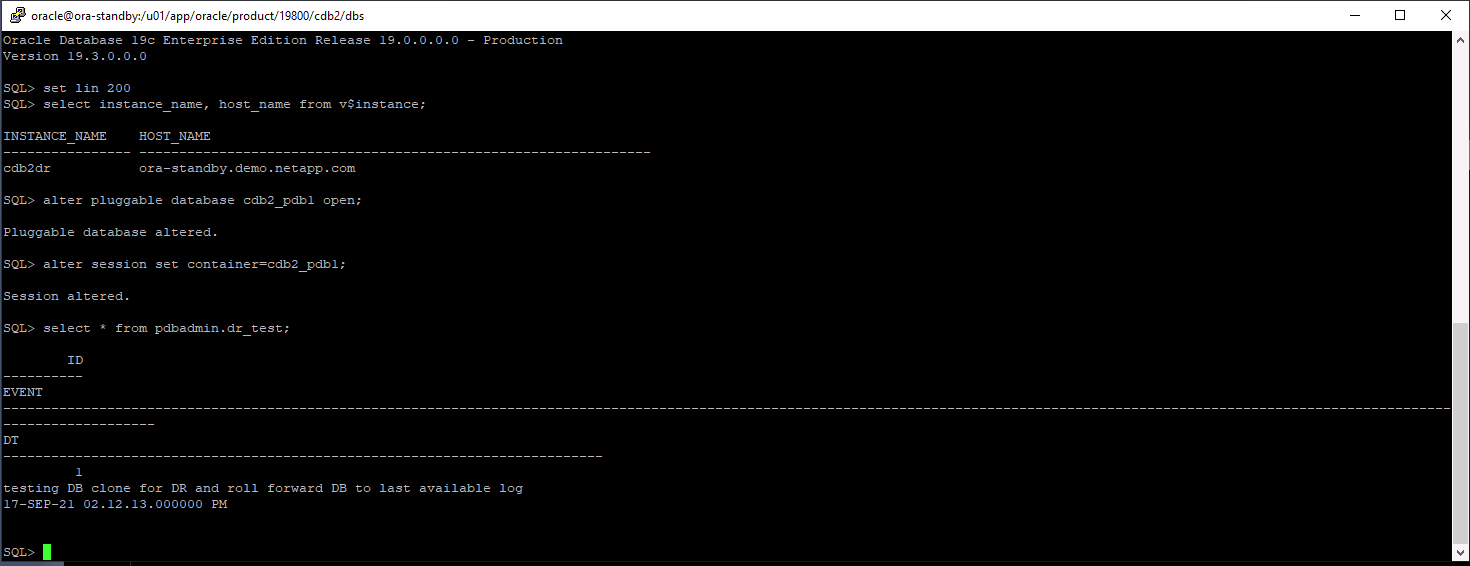 oracle@ora-standby:/u01/app/oracle/product/19800/cdb2/dbs
Oracle Database 19c Enterprise Edition Release 19.0.0.0.0 - Production
Version 19.3.0.0.0
SQL> set lin 200
SQL> select instance_name, host_name from v$instance;
INSTANCE_NAME    HOST_NAME
---------------- ----------------------------------------------------------------
cdb2dr           ora-standby.demo.netapp.com
SQL> alter pluggable database cdb2_pdb1 open;
Pluggable database altered.
SQL> alter session set container=cdb2_pdb1;
Session altered.
SQL> select * from pdbadmin.dr_test;
        ID
----------
EVENT
-------------------------------------------------------------------------------------------------------------------------------------------------------------------------------------
-------------------
DT
---------------------------------------------------------------------------
         1
testing DB clone for DR and roll forward DB to last available log
17-SEP-21 02.12.13.000000 PM
SQL>